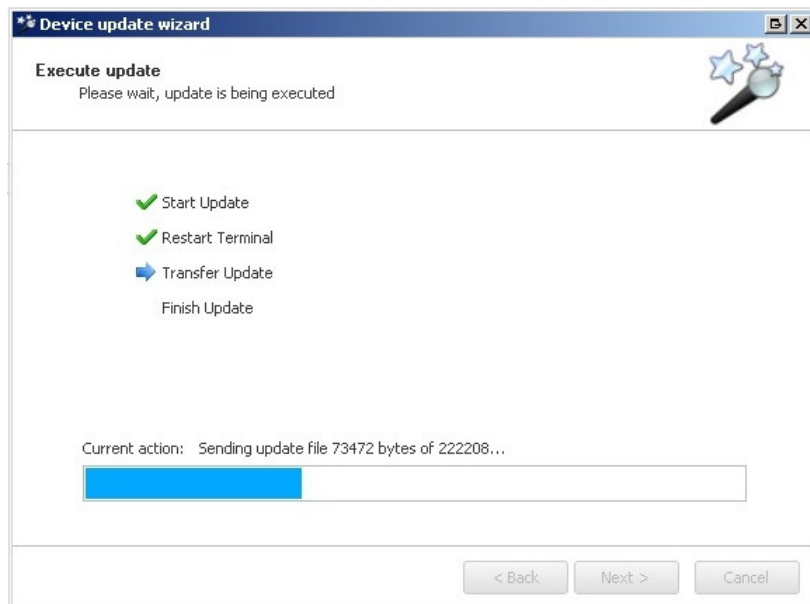 Device update wizard
Execute update
Please wait, update is being executed
Start Update
Restart Terminal
Transfer Update
Finish Update
Current action: Sending update file 73472 bytes of 222208...
< Back Next > Cancel